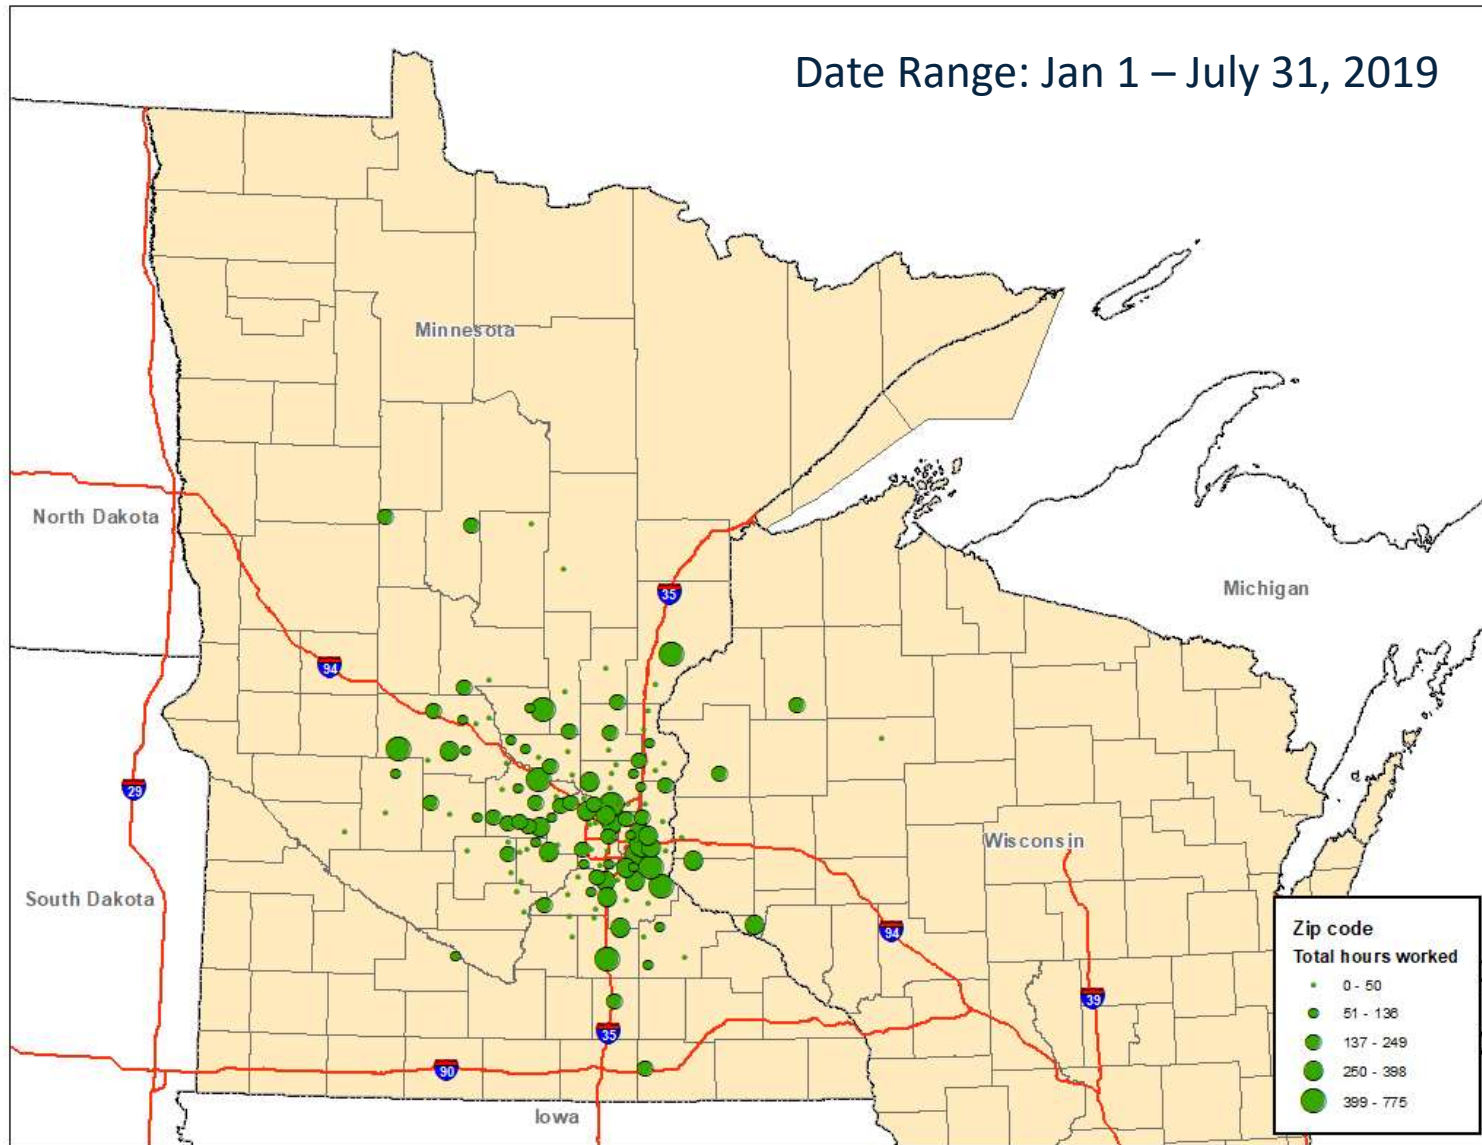 Date Range: Jan 1 – July 31, 2019
Minnesota
North Dakota
Michigan
35
94
29
Wisconsin
South Dakota
94
39
35
90
Iowa
Zip code
Total hours worked
0 - 50
51 - 136
137 - 249
250 - 398
399 - 775